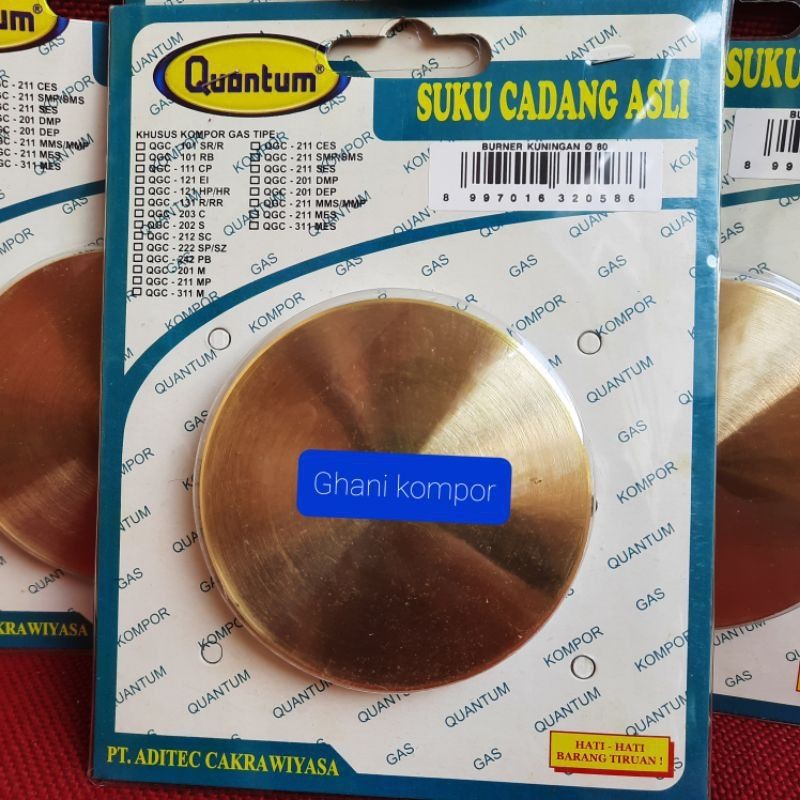 Quantum®
SUKU CADANG ASLI
BURNER KUNINGAN Ø 80
8 997016 320586
KHUSUS KOMPOR GAS TIPE
QGC - 101 SR/R
QGC - 101 RB
QGC - 111 CP
QGC - 121 EI
QGC - 121 HP/HR
QGC - 131 R/RR
QGC - 203 C
QGC - 202 S
QGC - 212 SC
QGC - 222 SP/SZ
QGC - 242 PB
QGC - 201 M
QGC - 211 MP
QGC - 311 M
QGC - 211 CES
QGC - 211 SMP/SMS
QGC - 211 SES
QGC - 201 DMP
QGC - 201 DEP
QGC - 211 MMS/MMP
QGC - 211 MES
QGC - 311 MES
Ghani kompor
PT. ADITEC CAKRAWIYASA
HATI - HATI
BARANG TIRUAN !
QUANTUM
KOMPOR
GAS